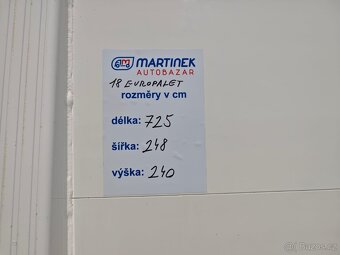 MARTINEK
AUTOBAZAR
18 EUROPALET
rozměry v cm
délka: 725
šířka: 248
výška: 240